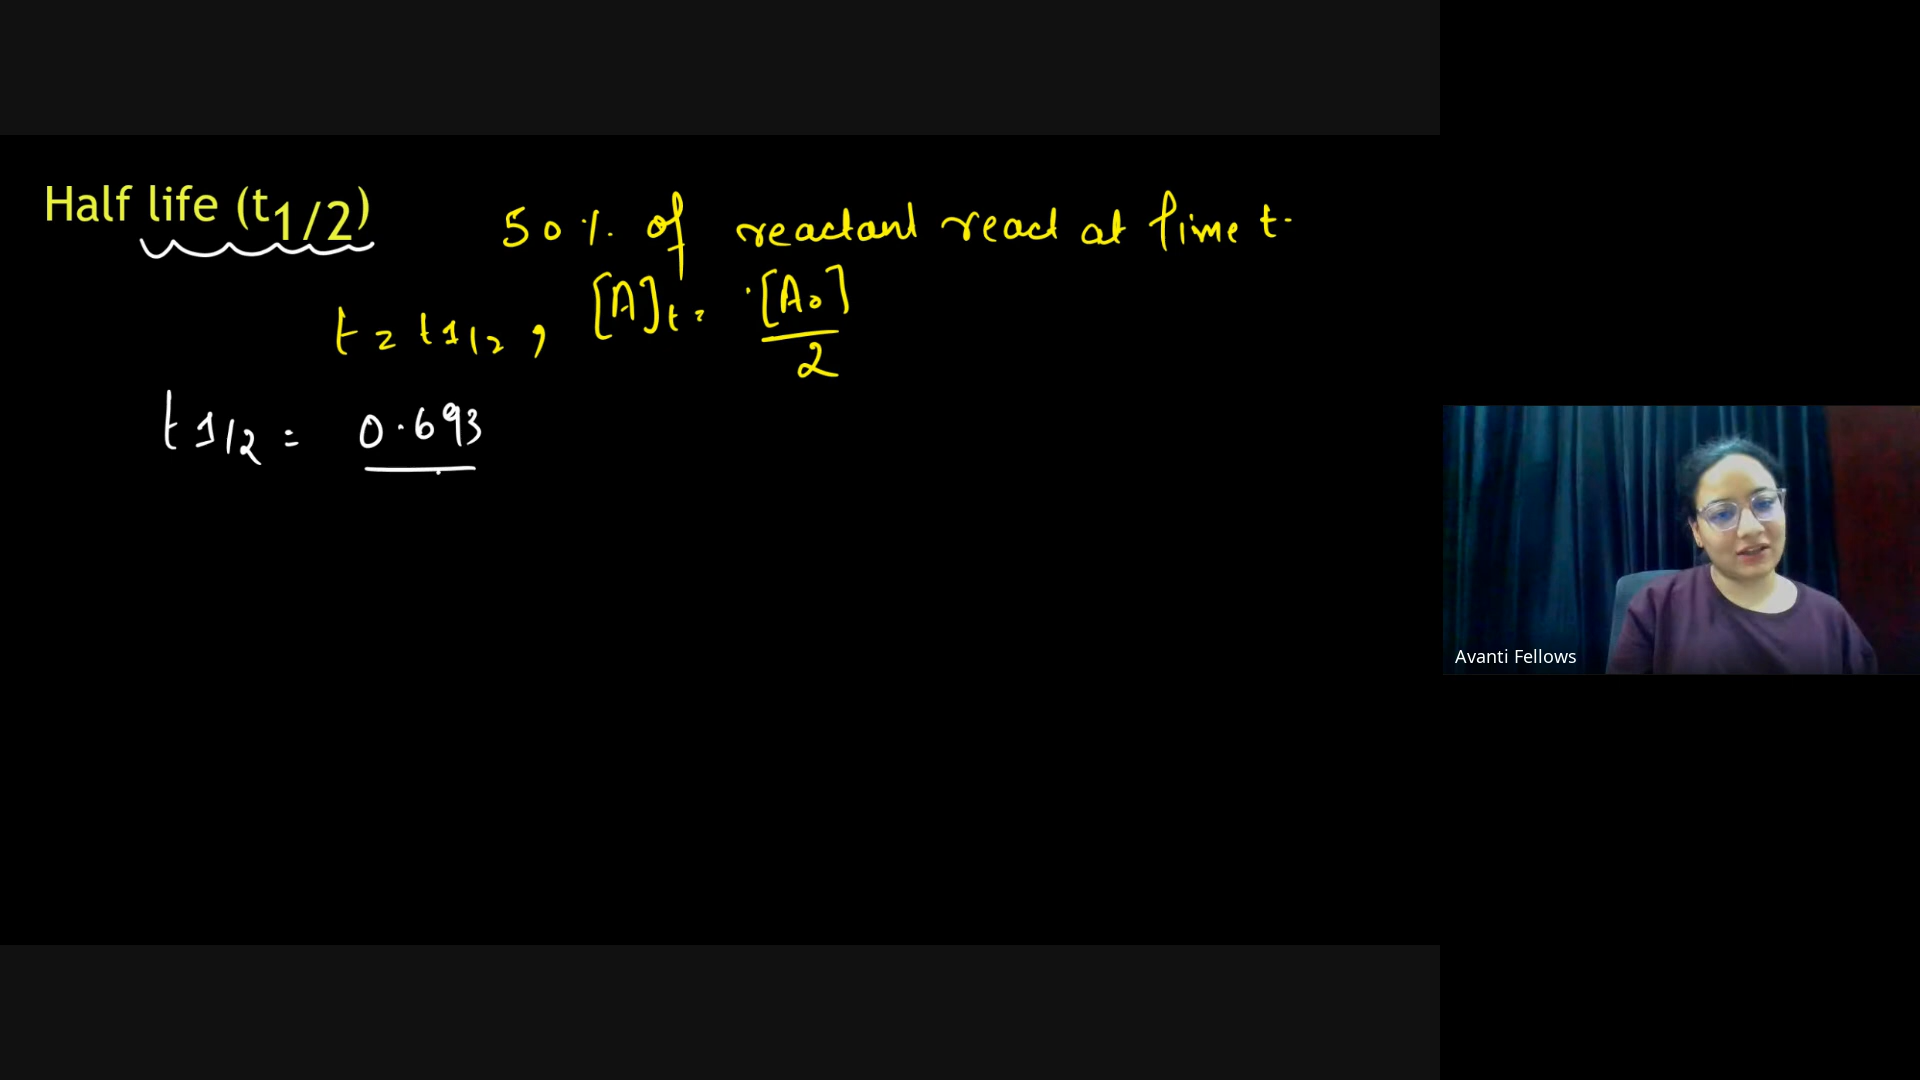 Half life (t1/2)
50% of reactant react at time t.
t = t1/2, [A]t = [A0]/2
t1/2 = 0.693
Avanti Fellows